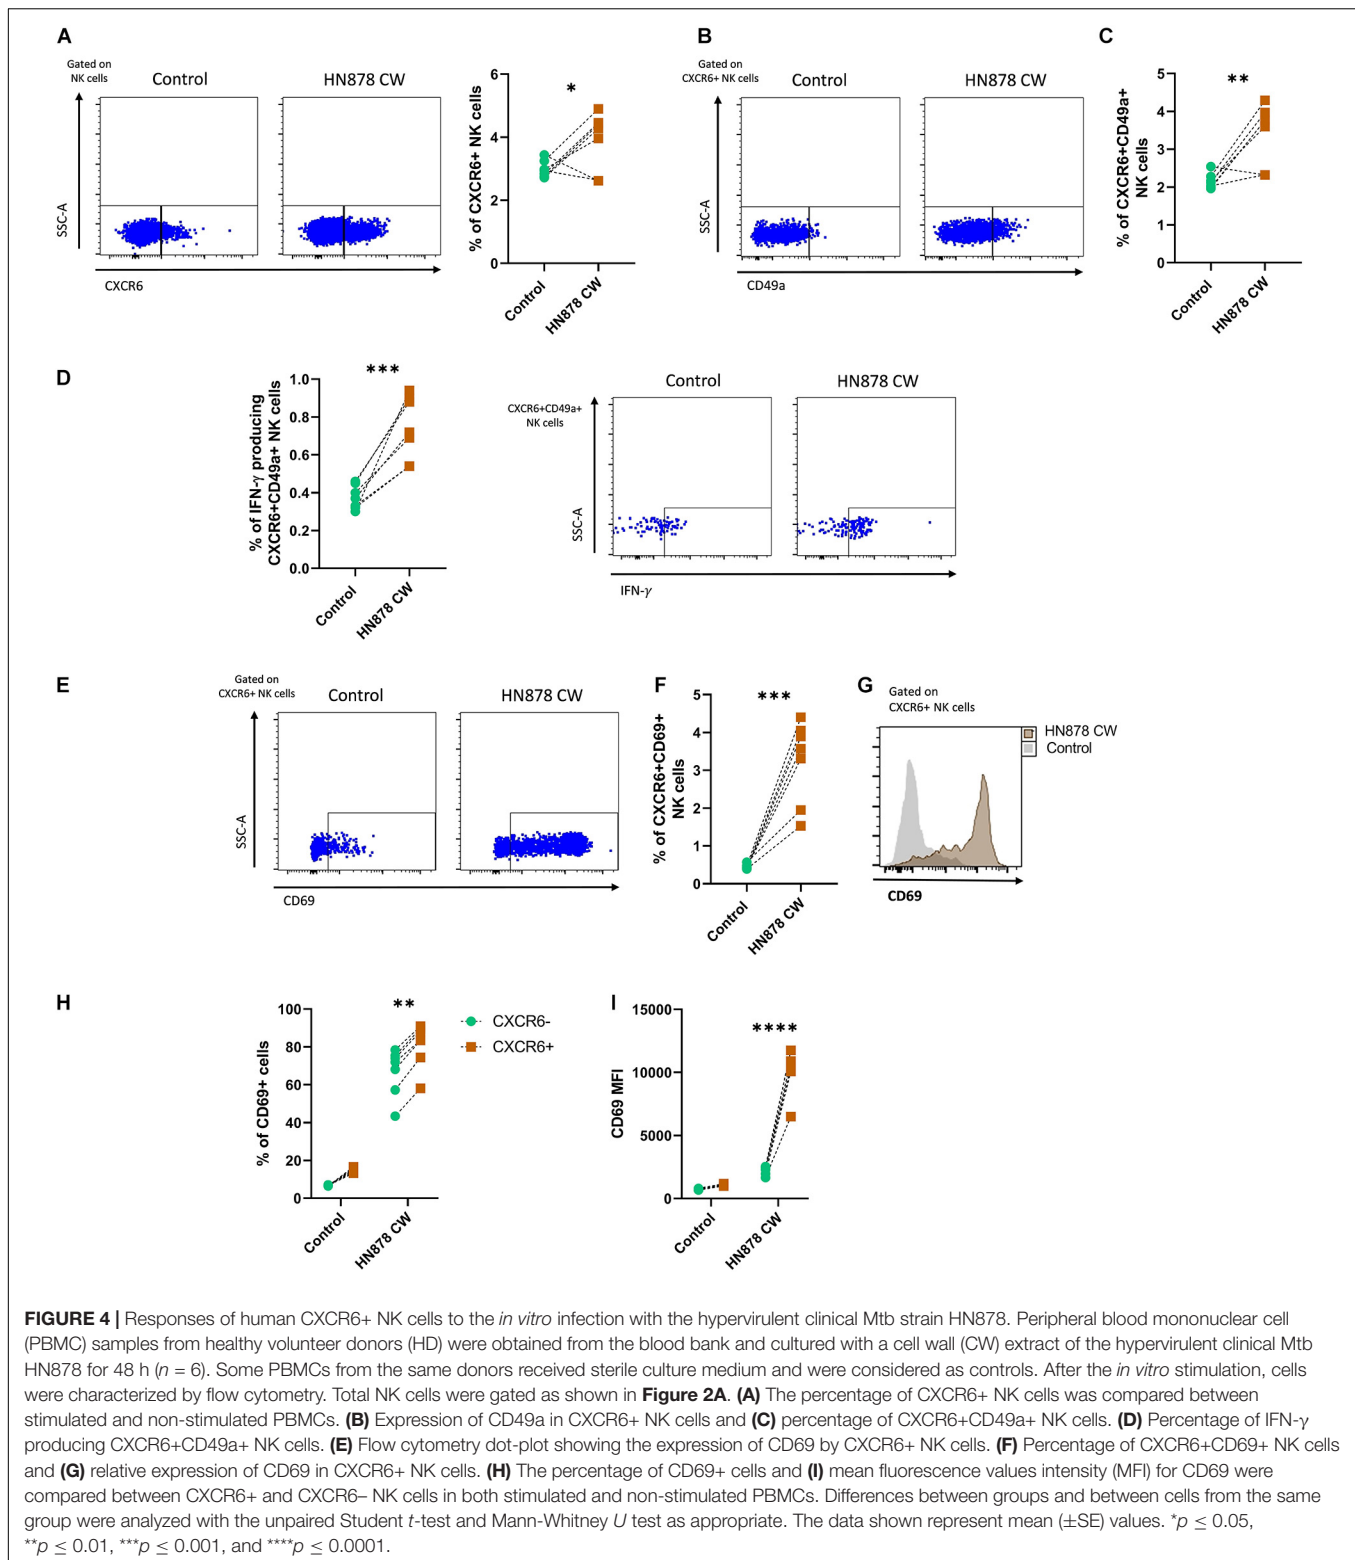 A
Gated on
NK cells
Control
HN878 CW
SSC-A
CXCR6
% of CXCR6+ NK cells
6
4
2
0
*
Control
HN878 CW
B
Gated on
CXCR6+ NK cells
Control
HN878 CW
SSC-A
CD49a
C
% of CXCR6+CD49a+
NK cells
5
4
3
2
1
0
**
Control
HN878 CW
D
% of IFN-γ producing
CXCR6+CD49a+ NK cells
1.0
0.8
0.6
0.4
0.2
0.0
***
Control
HN878 CW
CXCR6+CD49a+
NK cells
Control
HN878 CW
SSC-A
IFN-γ
E
Gated on
CXCR6+ NK cells
Control
HN878 CW
SSC-A
CD69
F
% of CXCR6+CD69+
NK cells
5
4
3
2
1
0
***
Control
HN878 CW
G
Gated on
CXCR6+ NK cells
HN878 CW
Control
CD69
H
% of CD69+ cells
100
80
60
40
20
0
**
Control
HN878 CW
CXCR6-
CXCR6+
I
CD69 MFI
15000
10000
5000
0
****
Control
HN878 CW
FIGURE 4 | Responses of human CXCR6+ NK cells to the in vitro infection with the hypervirulent clinical Mtb strain HN878. Peripheral blood mononuclear cell
(PBMC) samples from healthy volunteer donors (HD) were obtained from the blood bank and cultured with a cell wall (CW) extract of the hypervirulent clinical Mtb
HN878 for 48 h (n = 6). Some PBMCs from the same donors received sterile culture medium and were considered as controls. After the in vitro stimulation, cells
were characterized by flow cytometry. Total NK cells were gated as shown in Figure 2A. (A) The percentage of CXCR6+ NK cells was compared between
stimulated and non-stimulated PBMCs. (B) Expression of CD49a in CXCR6+ NK cells and (C) percentage of CXCR6+CD49a+ NK cells. (D) Percentage of IFN-γ
producing CXCR6+CD49a+ NK cells. (E) Flow cytometry dot-plot showing the expression of CD69 by CXCR6+ NK cells. (F) Percentage of CXCR6+CD69+ NK cells
and (G) relative expression of CD69 in CXCR6+ NK cells. (H) The percentage of CD69+ cells and (I) mean fluorescence values intensity (MFI) for CD69 were
compared between CXCR6+ and CXCR6– NK cells in both stimulated and non-stimulated PBMCs. Differences between groups and between cells from the same
group were analyzed with the unpaired Student t-test and Mann-Whitney U test as appropriate. The data shown represent mean (±SE) values. *p ≤ 0.05,
**p ≤ 0.01, ***p ≤ 0.001, and ****p ≤ 0.0001.